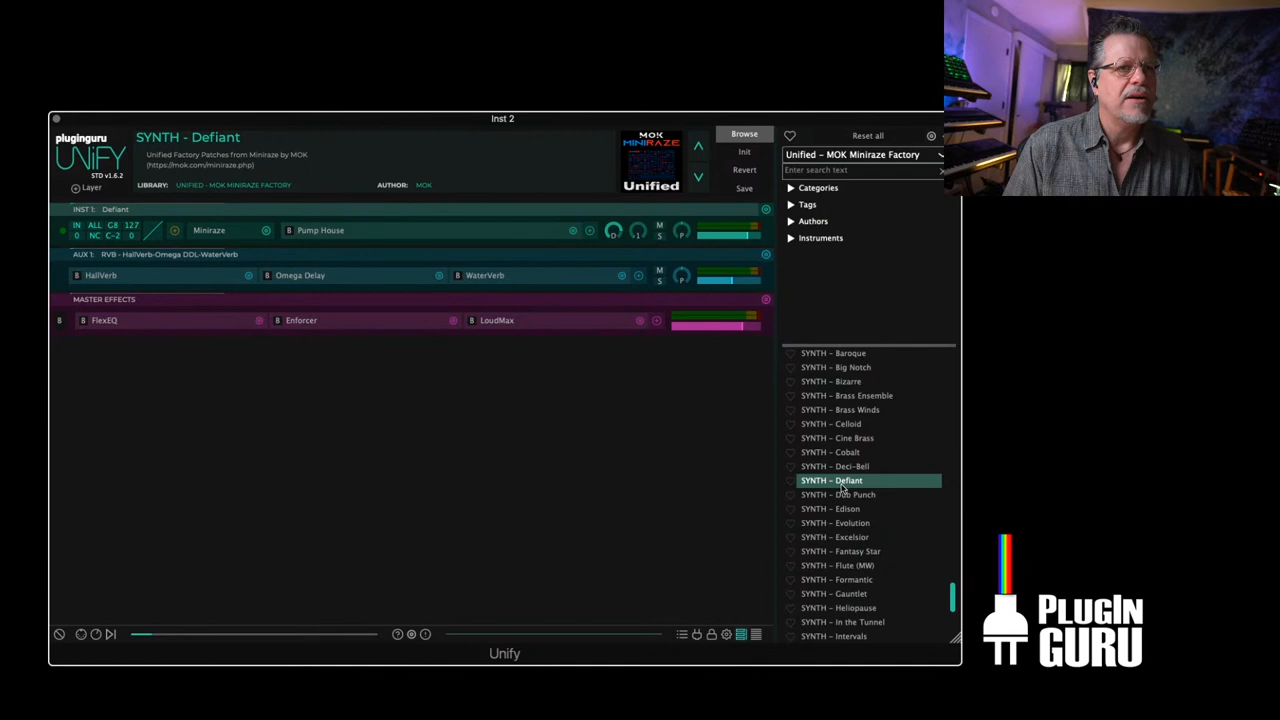 Inst 2
pluginguru
UNIFY
STD v1.6.2
Layer
SYNTH - Defiant
Unified Factory Patches from Miniraze by MOK
(https://mok.com/miniraze.php)
LIBRARY: UNIFIED - MOK MINIRAZE FACTORY AUTHOR: MOK
MOK
MINIRAZE
Unified
Browse
Init
Revert
Save
INST 1: Defiant
IN ALL G8 127
0 NC C-2 0
Miniraze
B Pump House
D
1
M
S
P
AUX 1: RVB - HallVerb-Omega DDL-WaterVerb
B HallVerb B Omega Delay B WaterVerb
M
S
P
MASTER EFFECTS
B B FlexEQ B Enforcer B LoudMax
Reset all
Unified – MOK Miniraze Factory
Enter search text
Categories
Tags
Authors
Instruments
SYNTH – Baroque
SYNTH – Big Notch
SYNTH – Bizarre
SYNTH – Brass Ensemble
SYNTH – Brass Winds
SYNTH – Celloid
SYNTH – Cine Brass
SYNTH – Cobalt
SYNTH – Deci-Bell
SYNTH – Defiant
SYNTH – Dub Punch
SYNTH – Edison
SYNTH – Evolution
SYNTH – Excelsior
SYNTH – Fantasy Star
SYNTH – Flute (MW)
SYNTH – Formantic
SYNTH – Gauntlet
SYNTH – Heliopause
SYNTH – In the Tunnel
SYNTH – Intervals
Unify
PLUGIN
GURU